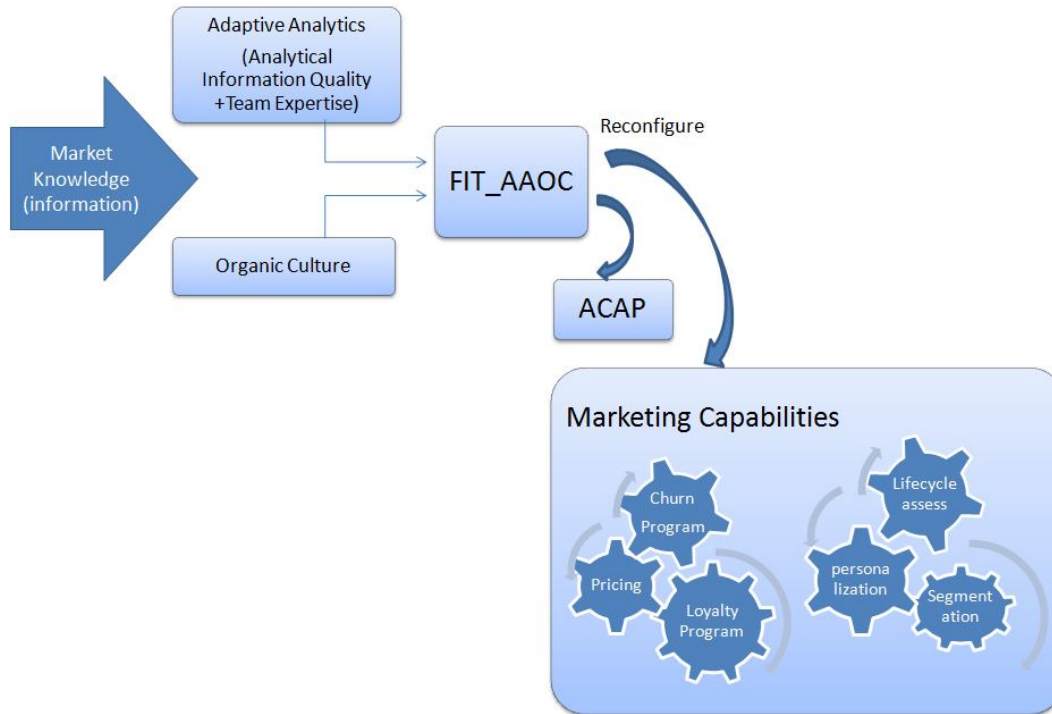 Adaptive Analytics
(Analytical
Information Quality
+Team Expertise)
Market
Knowledge
(information)
Organic Culture
FIT_AAOC
Reconfigure
ACAP
Marketing Capabilities
Churn
Program
Pricing
Loyalty
Program
Lifecycle
assess
persona
lization
Segment
ation